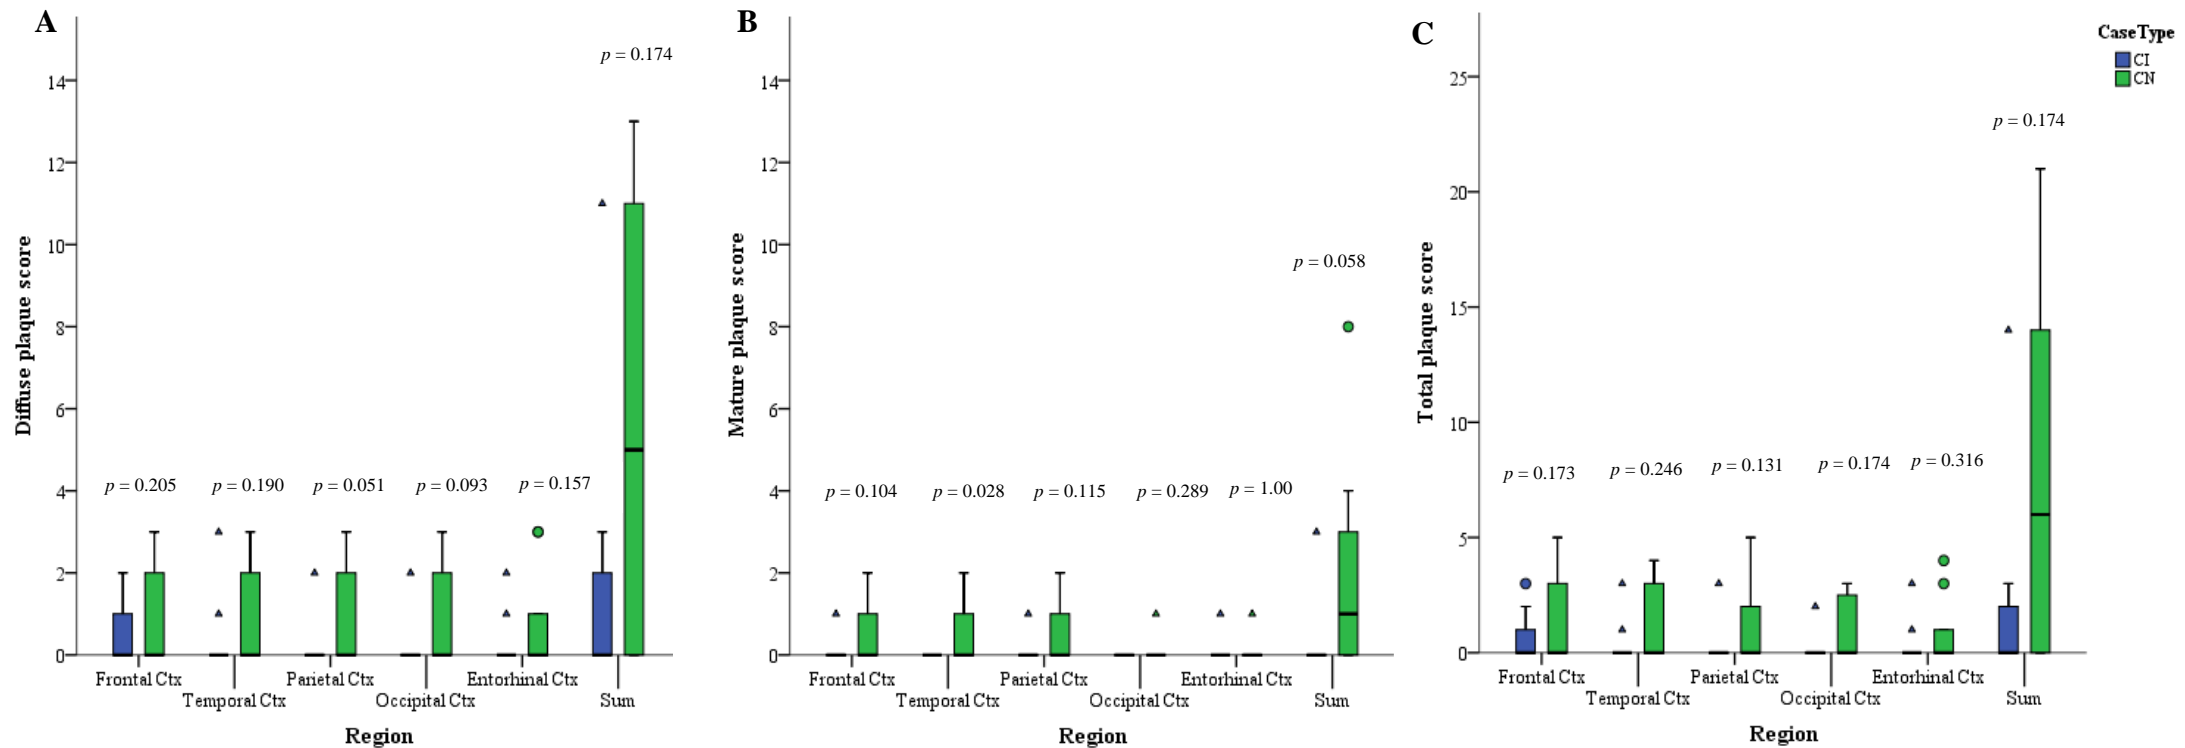 A
p = 0.174
14
12
10
8
6
4
2
0
Diffuse plaque score
p = 0.205
p = 0.190
p = 0.051
p = 0.093
p = 0.157
Frontal Ctx
Temporal Ctx
Parietal Ctx
Occipital Ctx
Entorhinal Ctx
Sum
Region
B
14
12
10
8
6
4
2
0
Mature plaque score
p = 0.058
p = 0.104
p = 0.028
p = 0.115
p = 0.289
p = 1.00
Frontal Ctx
Temporal Ctx
Parietal Ctx
Occipital Ctx
Entorhinal Ctx
Sum
Region
C
25
20
15
10
5
0
Total plaque score
p = 0.174
p = 0.173
p = 0.246
p = 0.131
p = 0.174
p = 0.316
Frontal Ctx
Temporal Ctx
Parietal Ctx
Occipital Ctx
Entorhinal Ctx
Sum
Region
CaseType
CI
CN